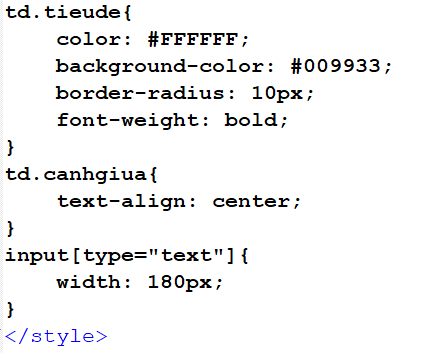 td.tieude{
    color: #FFFFFF;
    background-color: #009933;
    border-radius: 10px;
    font-weight: bold;
}
td.canhgiua{
    text-align: center;
}
input[type="text"]{
    width: 180px;
}
</style>